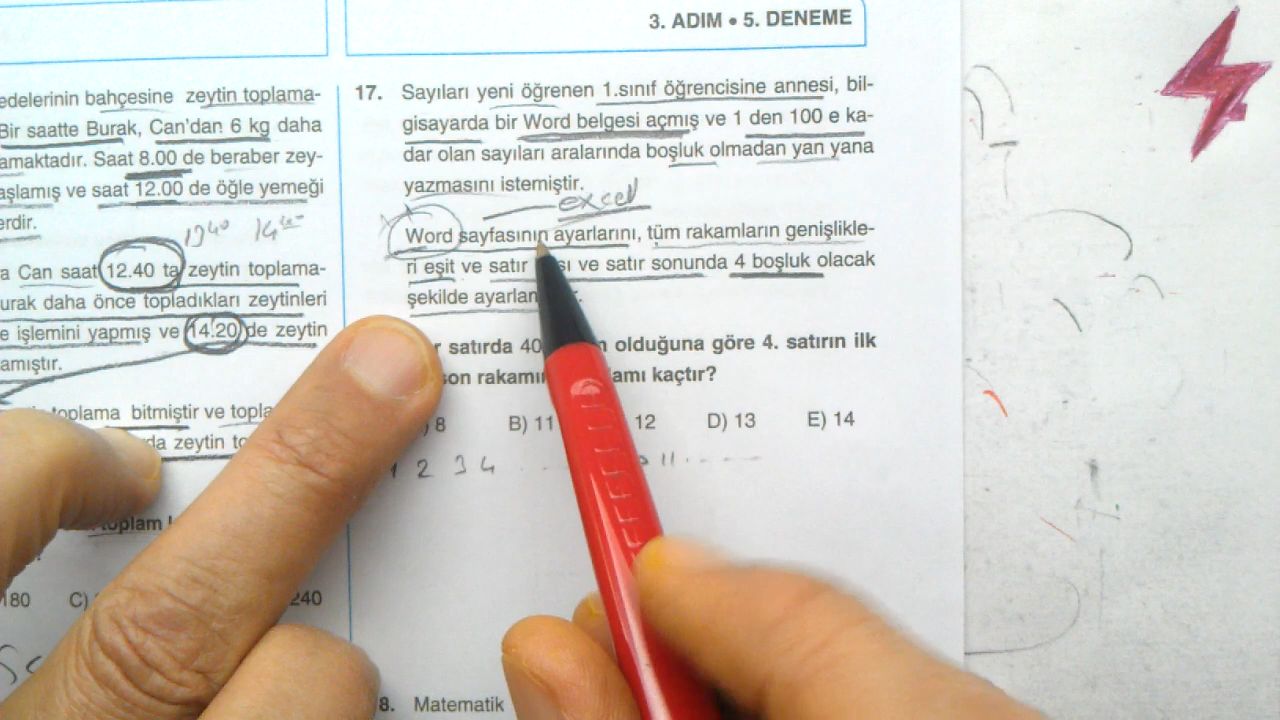 3. ADIM • 5. DENEME
edelerinin bahçesine zeytin toplama-
Bir saatte Burak, Can'dan 6 kg daha
amaktadır. Saat 8.00 de beraber zey-
aşlamış ve saat 12.00 de öğle yemeği
erdir.
1940 14
a Can saat 12.40 ta zeytin toplama-
urak daha önce topladıkları zeytinleri
e işlemini yapmış ve 14.20 de zeytin
amıştır.
toplama bitmiştir ve topla
da zeytin to
toplam
180 C) 240
17. Sayıları yeni öğrenen 1.sınıf öğrencisine annesi, bil-
gisayarda bir Word belgesi açmış ve 1 den 100 e ka-
dar olan sayıları aralarında boşluk olmadan yan yana
yazmasını istemiştir.
excel
Word sayfasının ayarlarını, tüm rakamların genişlikle-
ri eşit ve satır ve satır sonunda 4 boşluk olacak
şekilde ayarlan
r satırda 40 olduğuna göre 4. satırın ilk
son kaçtır?
8 B) 11 12 D) 13 E) 14
1 2 3 4 11
8. Matematik